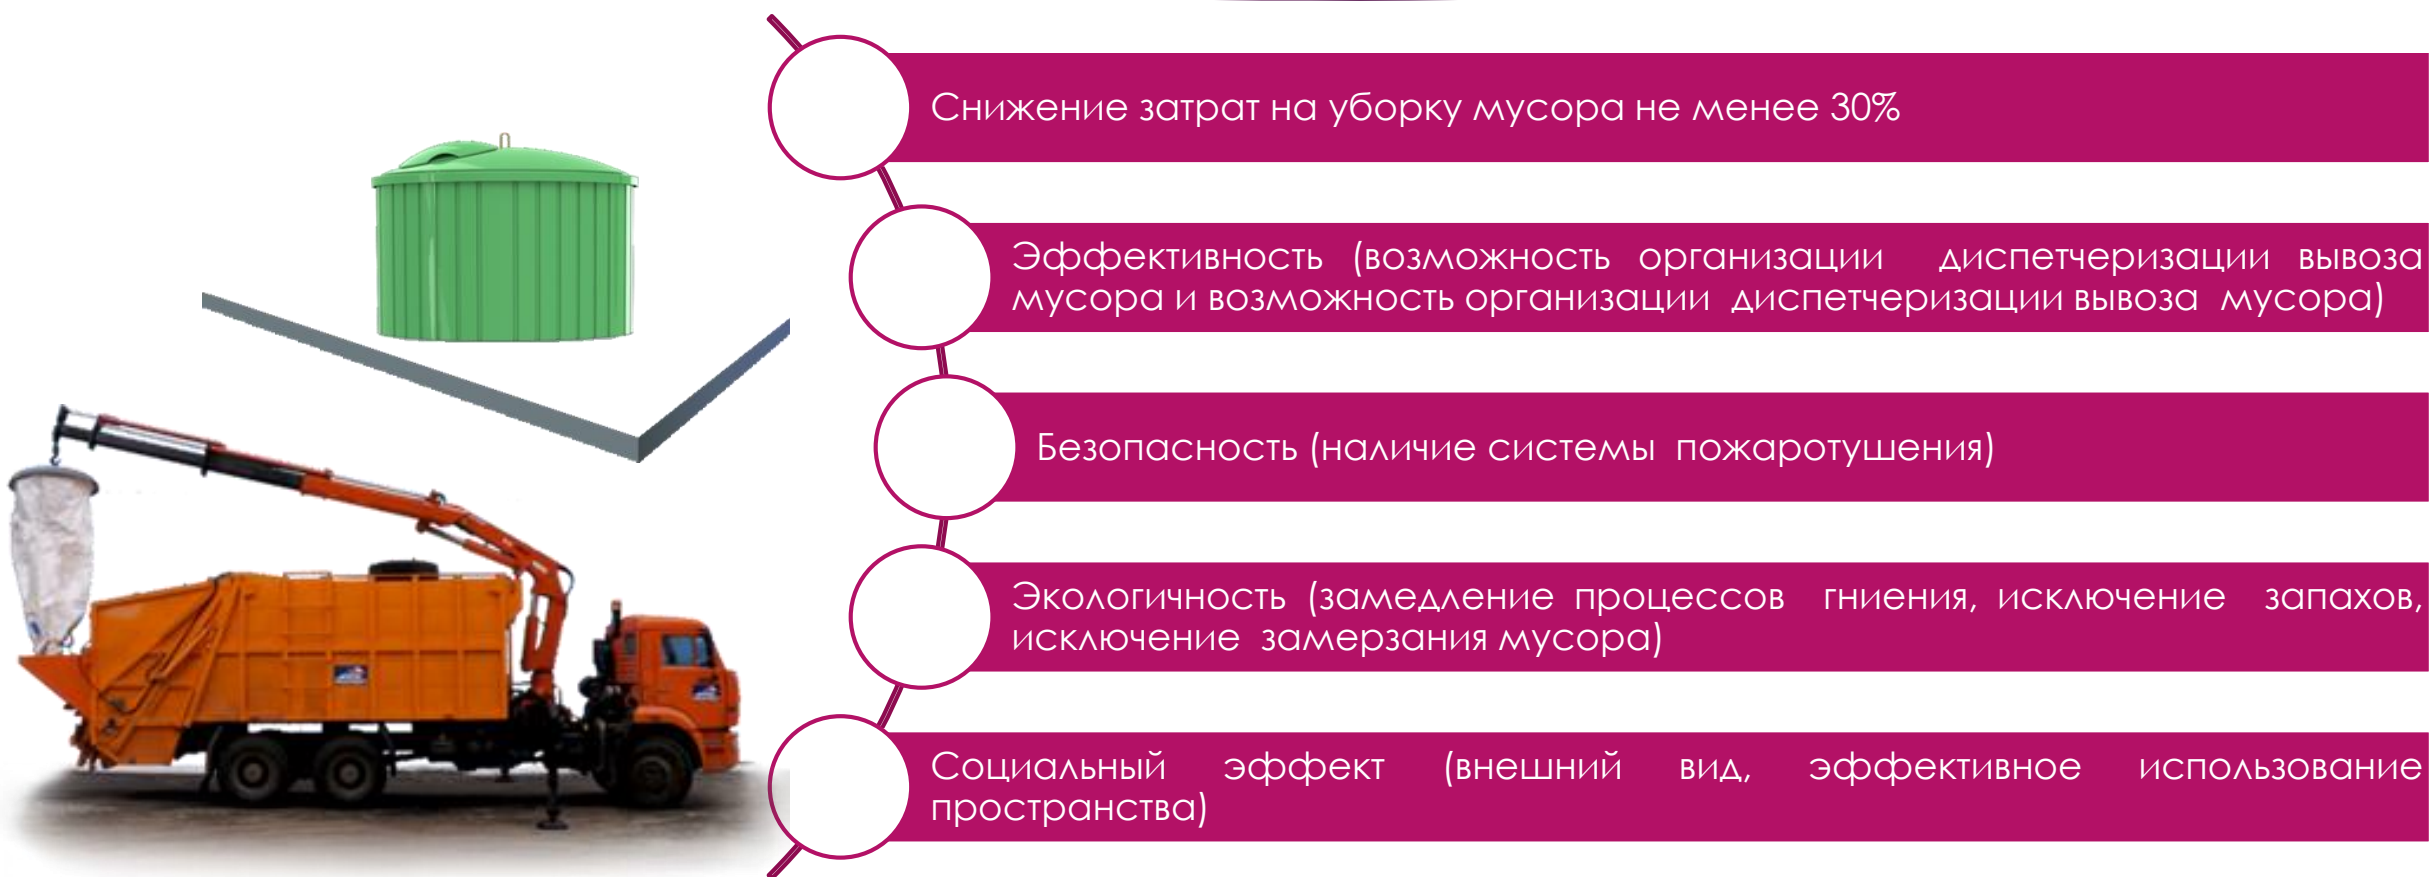 Снижение затрат на уборку мусора не менее 30%
Эффективность (возможность организации диспетчеризации вывоза
мусора и возможность организации диспетчеризации вывоза мусора)
Безопасность (наличие системы пожаротушения)
Экологичность (замедление процессов гниения, исключение запахов,
исключение замерзания мусора)
Социальный эффект (внешний вид, эффективное использование
пространства)